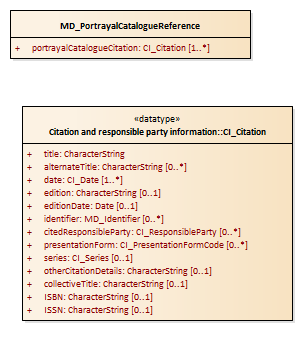 MD_PortrayalCatalogueReference
+ portrayalCatalogueCitation: CI_Citation [1..*]
«datatype»
Citation and responsible party information::CI_Citation
+ title: CharacterString
+ alternateTitle: CharacterString [0..*]
+ date: CI_Date [1..*]
+ edition: CharacterString [0..1]
+ editionDate: Date [0..1]
+ identifier: MD_Identifier [0..*]
+ citedResponsibleParty: CI_ResponsibleParty [0..*]
+ presentationForm: CI_PresentationFormCode [0..*]
+ series: CI_Series [0..1]
+ otherCitationDetails: CharacterString [0..1]
+ collectiveTitle: CharacterString [0..1]
+ ISBN: CharacterString [0..1]
+ ISSN: CharacterString [0..1]